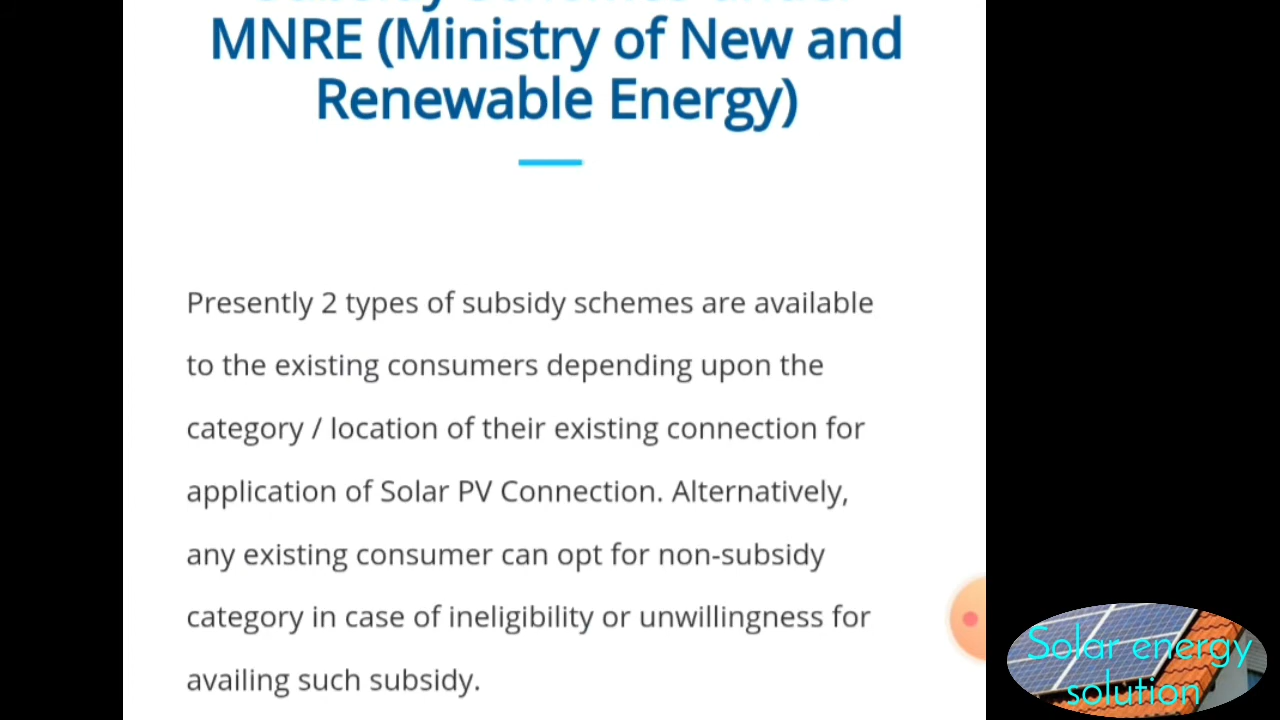 MNRE (Ministry of New and
Renewable Energy)
Presently 2 types of subsidy schemes are available
to the existing consumers depending upon the
category / location of their existing connection for
application of Solar PV Connection. Alternatively,
any existing consumer can opt for non-subsidy
category in case of ineligibility or unwillingness for
availing such subsidy.
Solar energy
solution